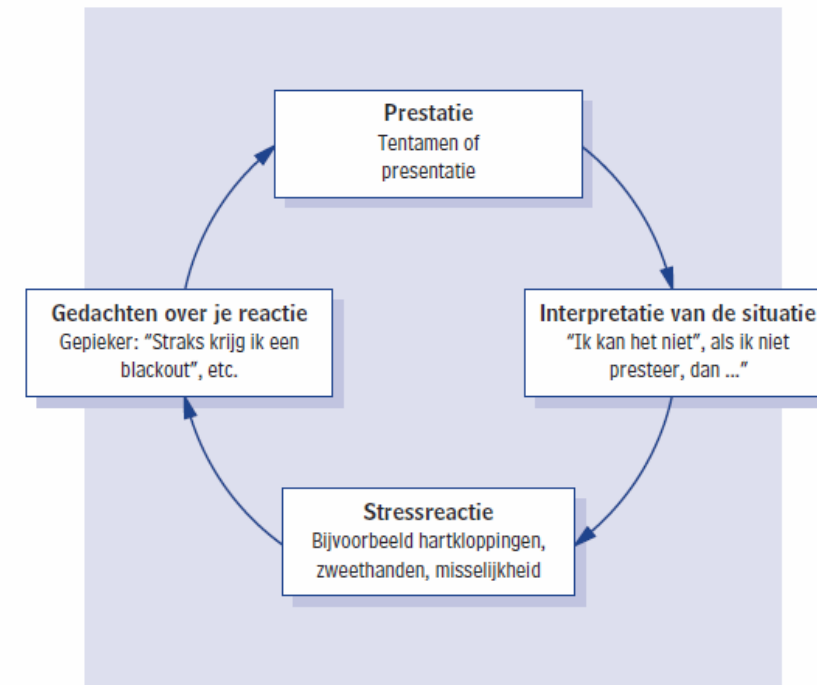 Prestatie
Tentamen of
presentatie
Interpretatie van de situatie
“Ik kan het niet”, als ik niet
presteer, dan ...”
Stressreactie
Bijvoorbeeld hartkloppingen,
zweethanden, misselijkheid
Gedachten over je reactie
Gepieker: “Straks krijg ik een
blackout”, etc.